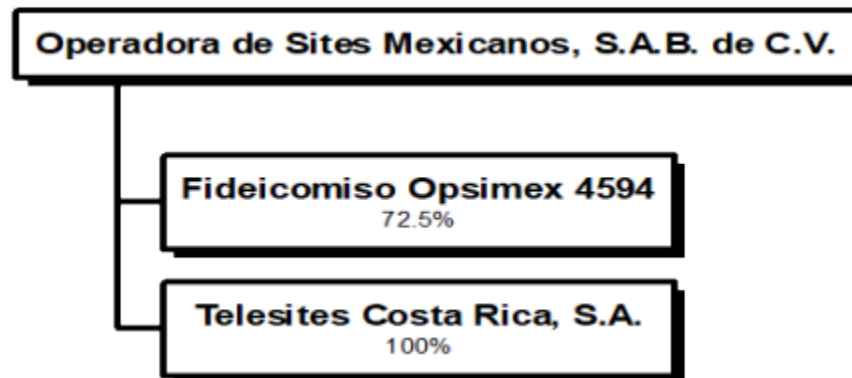 Operadora de Sites Mexicanos, S.A.B. de C.V.
Fideicomiso Opsimex 4594
72.5%
Telesites Costa Rica, S.A.
100%